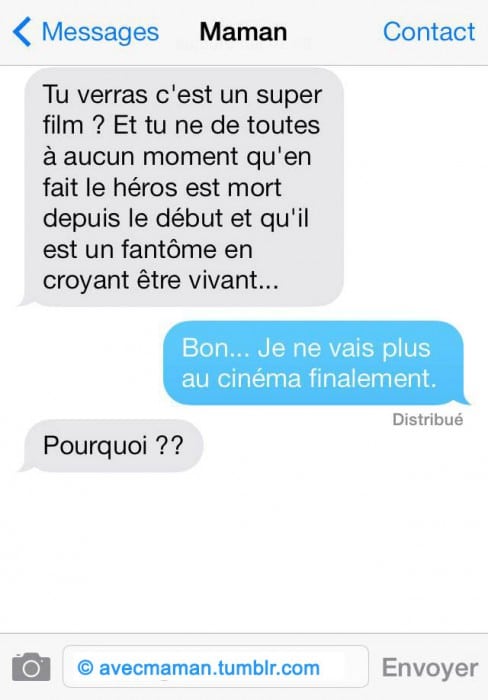 Messages Maman Contact
Tu verras c'est un super
film ? Et tu ne de toutes
à aucun moment qu'en
fait le héros est mort
depuis le début et qu'il
est un fantôme en
croyant être vivant...
Bon... Je ne vais plus
au cinéma finalement.
Distribué
Pourquoi ??
© avecmaman.tumblr.com Envoyer